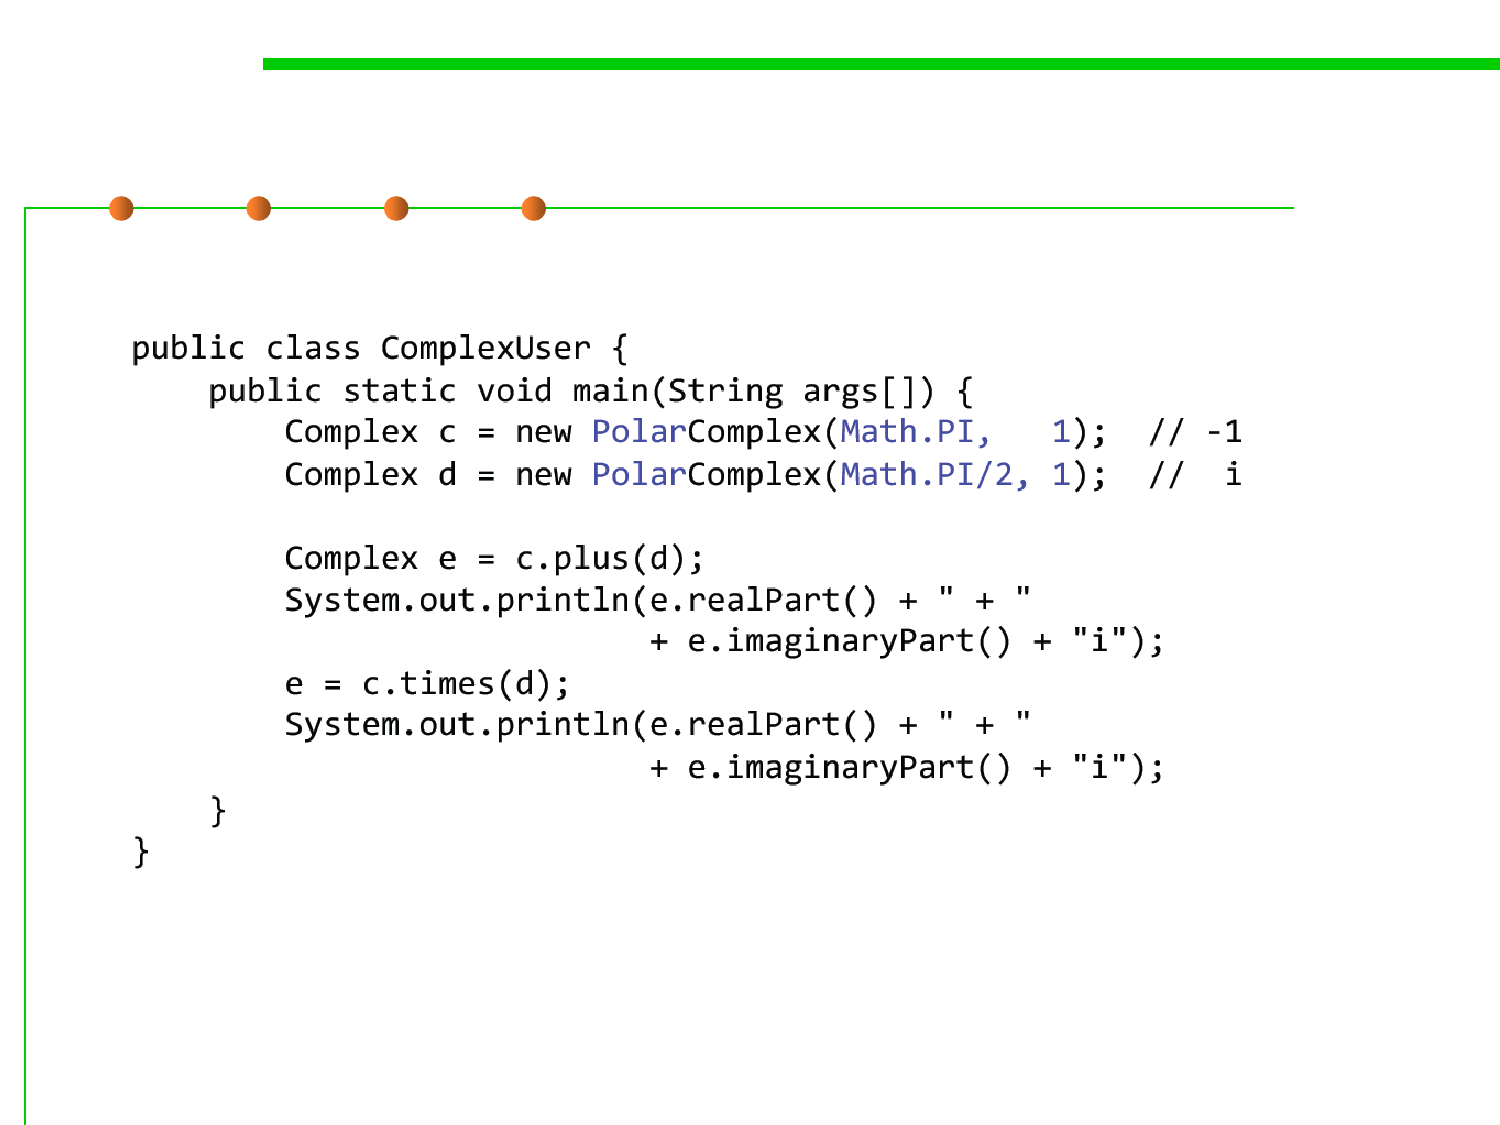 public class ComplexUser {
    public static void main(String args[]) {
        Complex c = new PolarComplex(Math.PI,   1);  // -1
        Complex d = new PolarComplex(Math.PI/2, 1);  //  i

        Complex e = c.plus(d);
        System.out.println(e.realPart() + " + "
                           + e.imaginaryPart() + "i");
        e = c.times(d);
        System.out.println(e.realPart() + " + "
                           + e.imaginaryPart() + "i");
    }
}